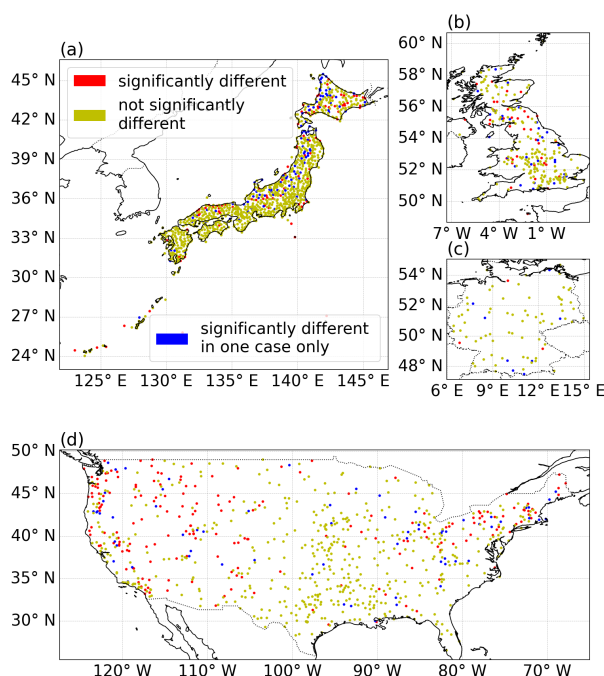 (a)
45° N
42° N
39° N
36° N
33° N
30° N
27° N
24° N
significantly different
not significantly
different
significantly different
in one case only
125° E 130° E 135° E 140° E 145° E
(b)
60° N
58° N
56° N
54° N
52° N
50° N
7° W 4° W 1° W
(c)
54° N
52° N
50° N
48° N
6° E 9° E 12° E 15° E
(d)
50° N
45° N
40° N
35° N
30° N
120° W 110° W 100° W 90° W 80° W 70° W